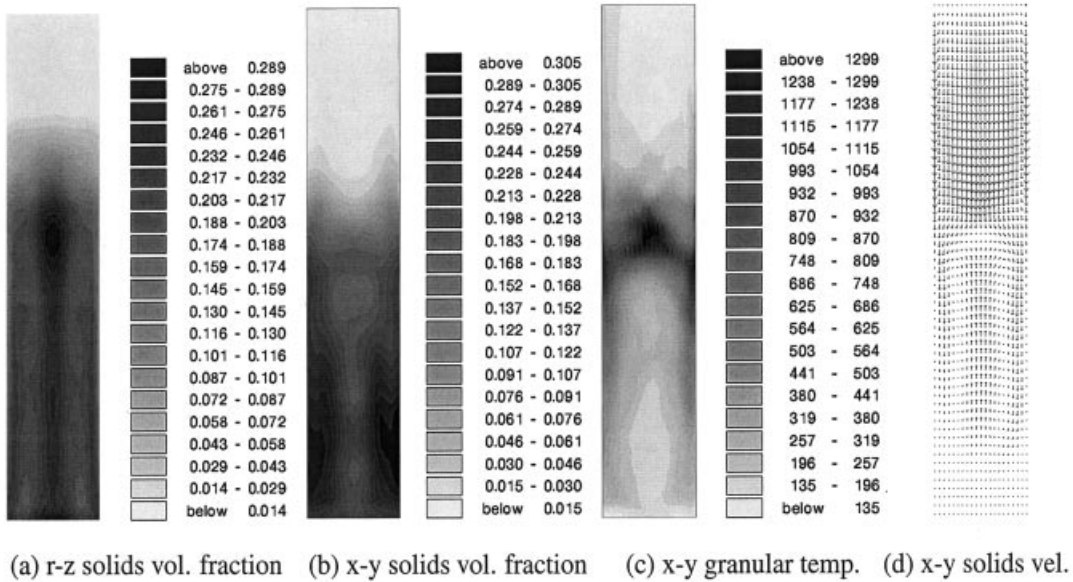 above 0.289
0.275 - 0.289
0.261 - 0.275
0.246 - 0.261
0.232 - 0.246
0.217 - 0.232
0.203 - 0.217
0.188 - 0.203
0.174 - 0.188
0.159 - 0.174
0.145 - 0.159
0.130 - 0.145
0.116 - 0.130
0.101 - 0.116
0.087 - 0.101
0.072 - 0.087
0.058 - 0.072
0.043 - 0.058
0.029 - 0.043
0.014 - 0.029
below 0.014
above 0.305
0.289 - 0.305
0.274 - 0.289
0.259 - 0.274
0.244 - 0.259
0.228 - 0.244
0.213 - 0.228
0.198 - 0.213
0.183 - 0.198
0.168 - 0.183
0.152 - 0.168
0.137 - 0.152
0.122 - 0.137
0.107 - 0.122
0.091 - 0.107
0.076 - 0.091
0.061 - 0.076
0.046 - 0.061
0.030 - 0.046
0.015 - 0.030
below 0.015
above 1299
1238 - 1299
1177 - 1238
1115 - 1177
1054 - 1115
993 - 1054
932 - 993
870 - 932
809 - 870
748 - 809
686 - 748
625 - 686
564 - 625
503 - 564
441 - 503
380 - 441
319 - 380
257 - 319
196 - 257
135 - 196
below 135
(a) r-z solids vol. fraction
(b) x-y solids vol. fraction
(c) x-y granular temp.
(d) x-y solids vel.